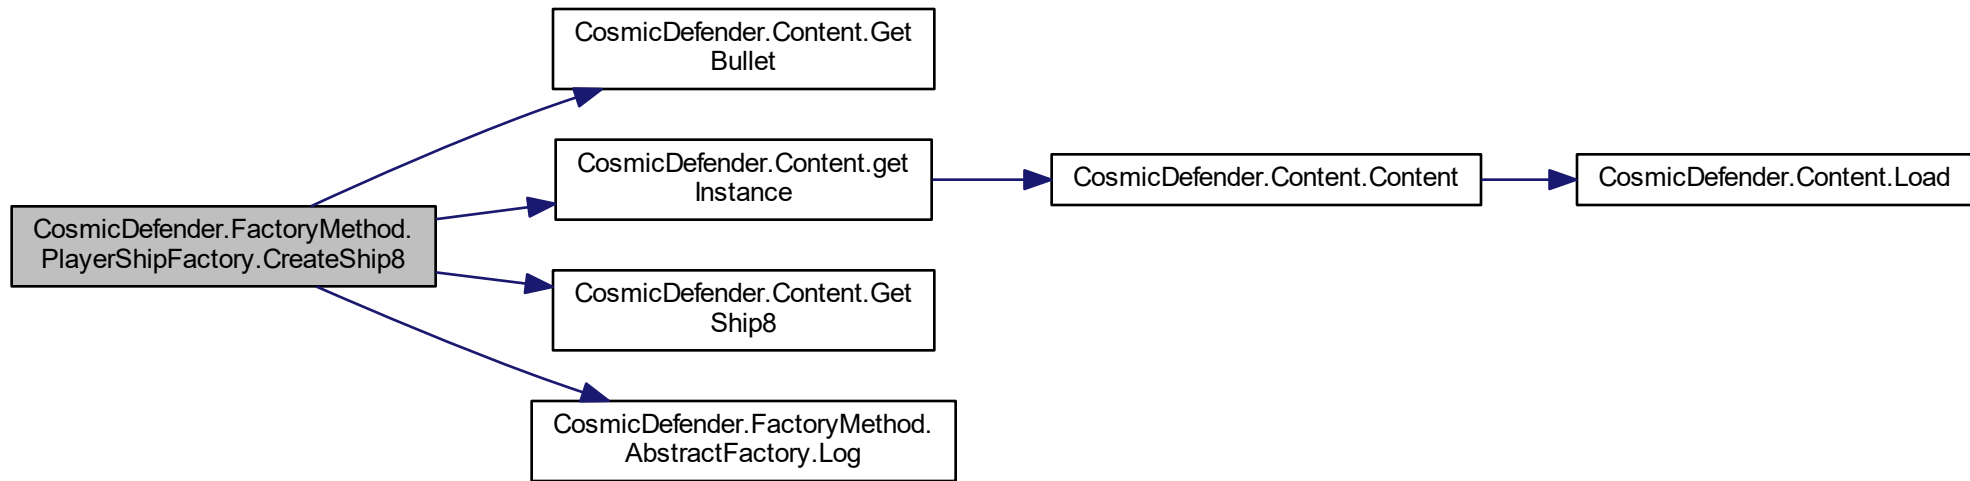 CosmicDefender.FactoryMethod.
PlayerShipFactory.CreateShip8
CosmicDefender.Content.Get
Bullet
CosmicDefender.Content.get
Instance
CosmicDefender.Content.Content
CosmicDefender.Content.Load
CosmicDefender.Content.Get
Ship8
CosmicDefender.FactoryMethod.
AbstractFactory.Log